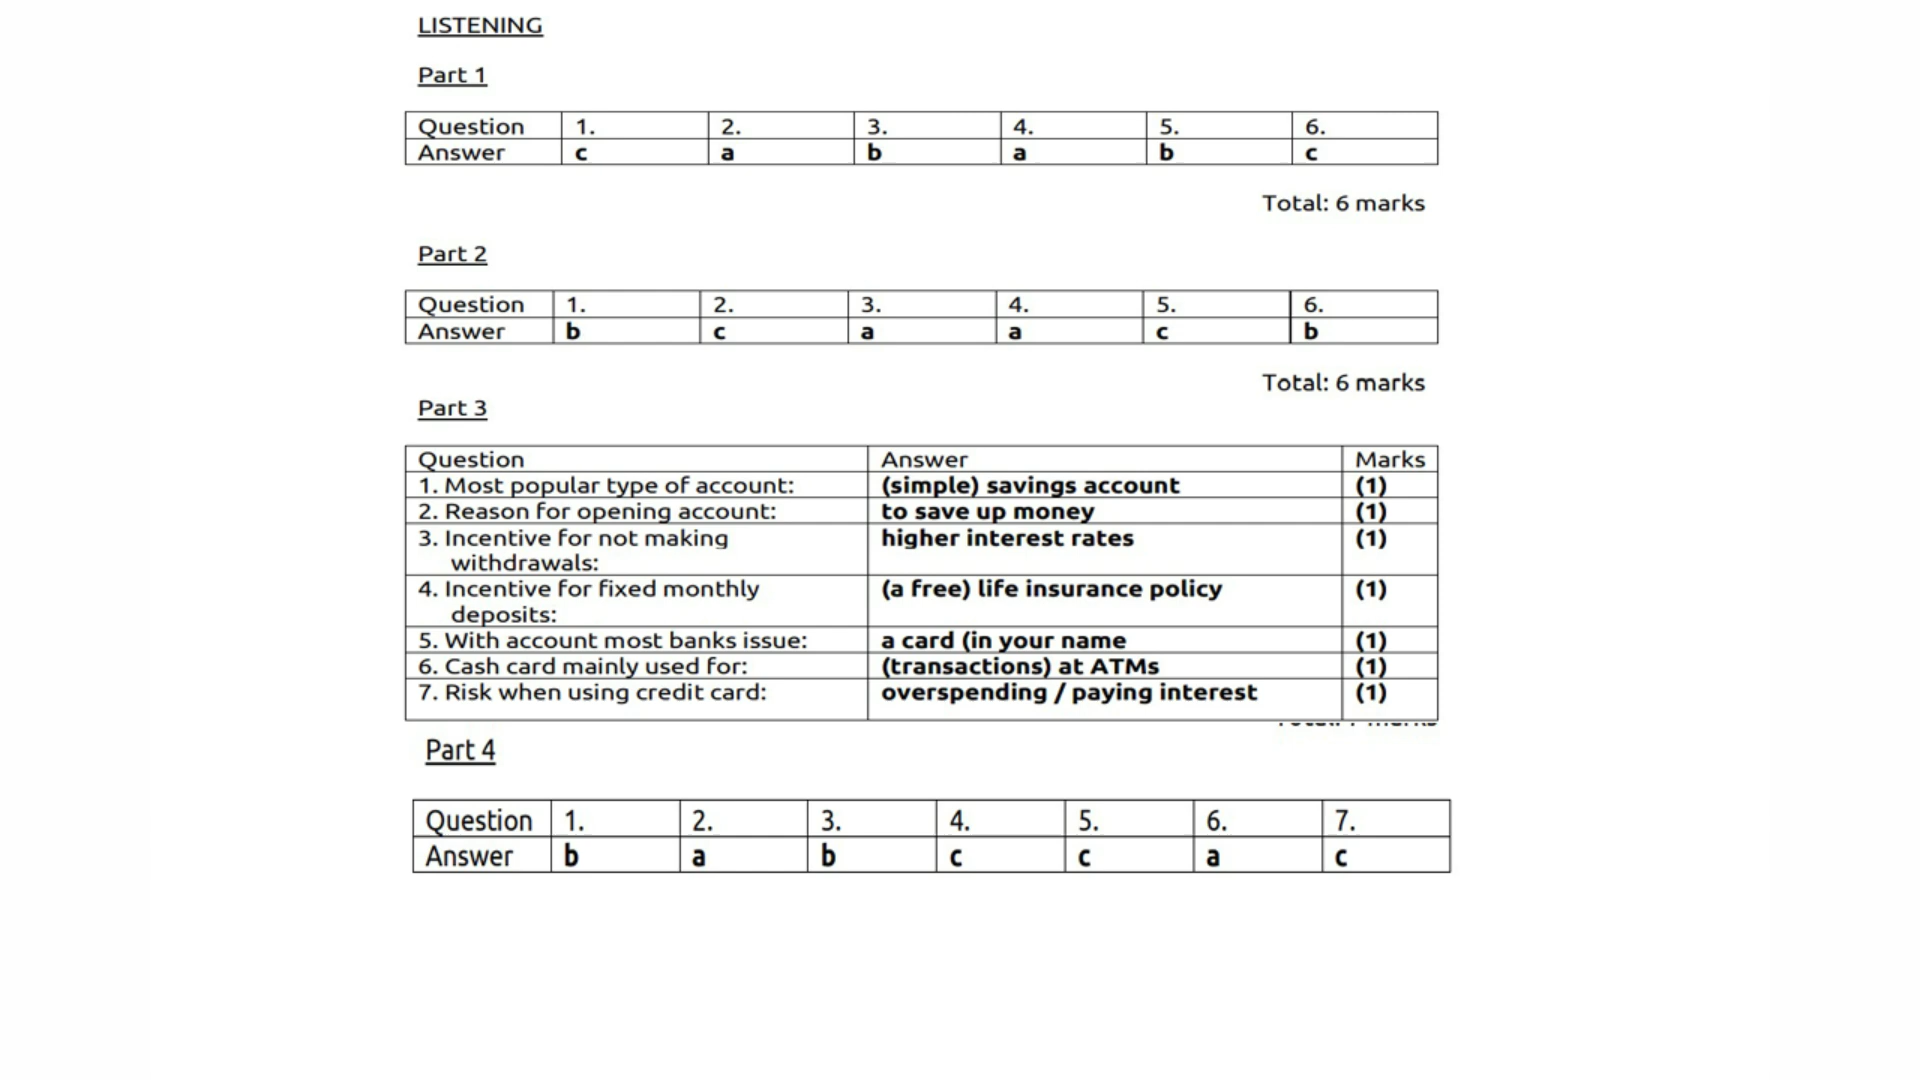 LISTENING
Part 1
Question 1. 2. 3. 4. 5. 6.
Answer c a b a b c
Total: 6 marks
Part 2
Question 1. 2. 3. 4. 5. 6.
Answer b c a a c b
Total: 6 marks
Part 3
Question Answer Marks
1. Most popular type of account: (simple) savings account (1)
2. Reason for opening account: to save up money (1)
3. Incentive for not making higher interest rates (1)
withdrawals:
4. Incentive for fixed monthly (a free) life insurance policy (1)
deposits:
5. With account most banks issue: a card (in your name (1)
6. Cash card mainly used for: (transactions) at ATMs (1)
7. Risk when using credit card: overspending / paying interest (1)
Part 4
Question 1. 2. 3. 4. 5. 6. 7.
Answer b a b c c a c